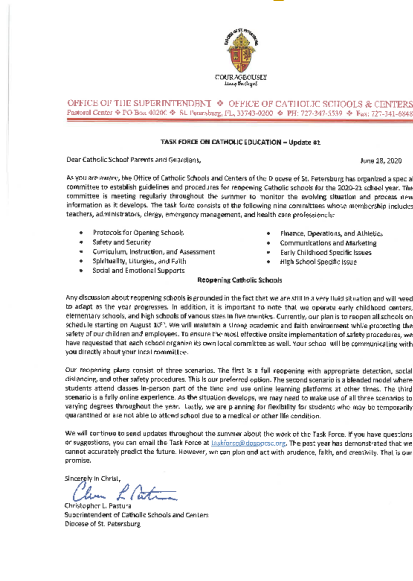 COURAGEOUSLY
Living the Gospel
OFFICE OF THE SUPERINTENDENT ❖ OFFICE OF CATHOLIC SCHOOLS & CENTERS
Pastoral Center ❖ PO Box 40200 ❖ St. Petersburg, FL, 33743-0200 ❖ PH: 727-347-5539 ❖ Fax: 727-341-6848
TASK FORCE ON CATHOLIC EDUCATION – Update #1
Dear Catholic School Parents and Guardians, June 28, 2020
As you are aware, the Office of Catholic Schools and Centers of the Diocese of St. Petersburg has organized a special
committee to establish guidelines and procedures for reopening Catholic schools for the 2020-21 school year. The
committee is meeting regularly throughout the summer to monitor the evolving situation and process new
information as it develops. The task force consists of the following nine committees whose membership includes
teachers, administrators, clergy, emergency management, and health care professionals:
• Protocols for Opening Schools
• Safety and Security
• Curriculum, Instruction, and Assessment
• Spirituality, Liturgies, and Faith
• Social and Emotional Supports
• Finance, Operations, and Athletics
• Communications and Marketing
• Early Childhood Specific Issues
• High School Specific Issue
Reopening Catholic Schools
Any discussion about reopening schools is grounded in the fact that we are still in a very fluid situation and will need
to adapt as the year progresses. In addition, it is important to note that we operate early childhood centers,
elementary schools, and high schools of various sizes in five counties. Currently, our plan is to reopen all schools on
schedule starting on August We will maintain a strong academic and faith environment while protecting the
safety of our children and employees. To ensure the most effective onsite implementation of safety procedures, we
have requested that each school organize its own local committee as well. Your school will be communicating with
you directly about your local committee.
Our reopening plans consist of three scenarios. The first is a full reopening with appropriate detection, social
distancing, and other safety procedures. This is our preferred option. The second scenario is a blended model where
students attend classes in-person part of the time and use online learning platforms at other times. The third
scenario is a fully online experience. As the situation develops, we may need to make use of all three scenarios to
varying degrees throughout the year. Lastly, we are planning for flexibility for students who may be temporarily
quarantined or are not able to attend school due to a medical or other life condition.
We will continue to send updates throughout the summer about the work of the Task Force. If you have questions
or suggestions, you can email the Task Force at The past year has demonstrated that we
cannot accurately predict the future. However, we can plan and act with prudence, faith, and creativity. That is our
promise.
Sincerely in Christ,
Christopher L. Pastura
Superintendent of Catholic Schools and Centers
Diocese of St. Petersburg